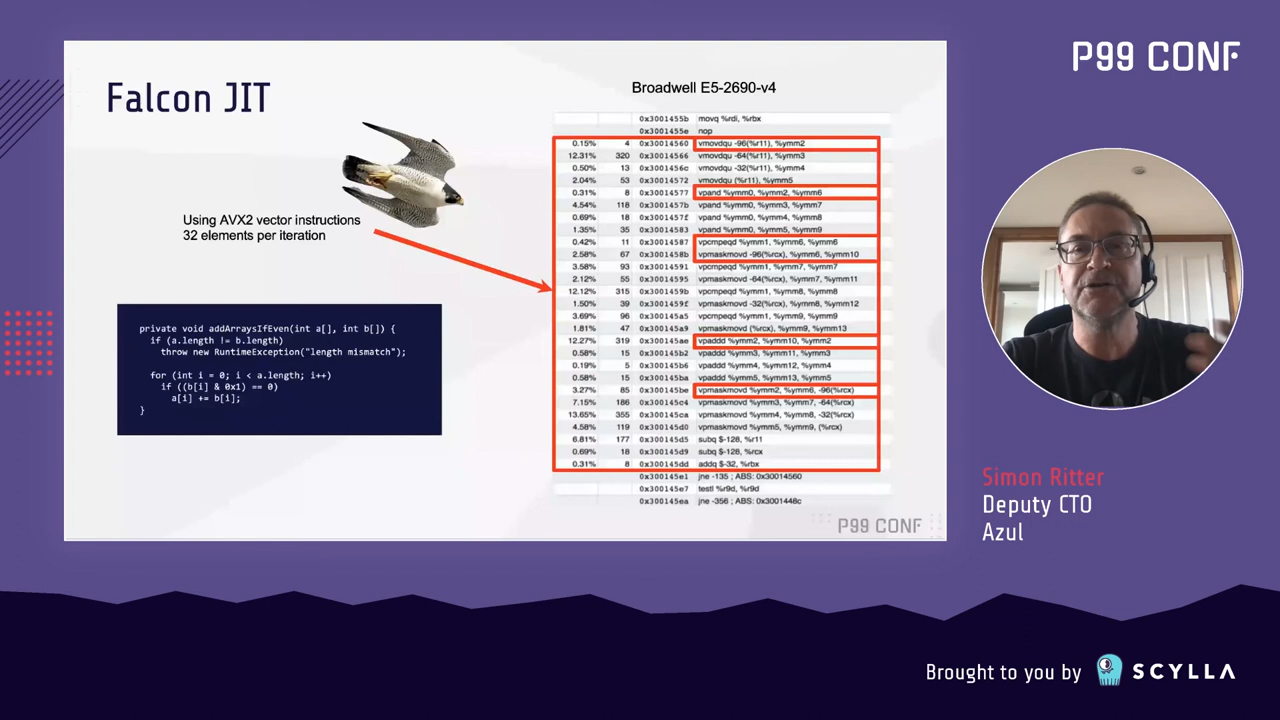 P99 CONF
Falcon JIT
Broadwell E5-2690-v4
Using AVX2 vector instructions
32 elements per iteration
private void addArraysIfEven(int a[], int b[]) {
if (a.length != b.length)
throw new RuntimeException("length mismatch");
for (int i = 0; i < a.length; i++)
if ((b[i] & 0x1) == 0)
a[i] += b[i];
}
0x3001455b movq %rdi, %rbx
0x3001455e nop
0.15% 4 0x30014560 vmovdqu -96(%r11), %ymm2
12.31% 320 0x30014566 vmovdqu -64(%r11), %ymm3
0.50% 13 0x3001456c vmovdqu -32(%r11), %ymm4
2.04% 53 0x30014572 vmovdqu (%r11), %ymm5
0.31% 8 0x30014577 vpand %ymm0, %ymm2, %ymm6
4.54% 118 0x3001457b vpand %ymm0, %ymm3, %ymm7
0.69% 18 0x3001457f vpand %ymm0, %ymm4, %ymm8
1.35% 35 0x30014583 vpand %ymm0, %ymm5, %ymm9
0.42% 11 0x30014587 vpcmpeqd %ymm1, %ymm6, %ymm6
2.58% 67 0x3001458b vpmaskmovd -96(%rcx), %ymm6, %ymm10
3.58% 93 0x30014591 vpcmpeqd %ymm1, %ymm7, %ymm7
2.12% 55 0x30014595 vpmaskmovd -64(%rcx), %ymm7, %ymm11
12.12% 315 0x3001459b vpcmpeqd %ymm1, %ymm8, %ymm8
1.50% 39 0x3001459f vpmaskmovd -32(%rcx), %ymm8, %ymm12
3.69% 96 0x300145a5 vpcmpeqd %ymm1, %ymm9, %ymm9
1.81% 47 0x300145a9 vpmaskmovd (%rcx), %ymm9, %ymm13
12.27% 319 0x300145ae vpaddd %ymm2, %ymm10, %ymm2
0.58% 15 0x300145b2 vpaddd %ymm3, %ymm11, %ymm3
0.19% 5 0x300145b6 vpaddd %ymm4, %ymm12, %ymm4
0.58% 15 0x300145ba vpaddd %ymm5, %ymm13, %ymm5
3.27% 85 0x300145be vpmaskmovd %ymm2, %ymm6, -96(%rcx)
7.15% 186 0x300145c4 vpmaskmovd %ymm3, %ymm7, -64(%rcx)
13.65% 355 0x300145ca vpmaskmovd %ymm4, %ymm8, -32(%rcx)
4.58% 119 0x300145d0 vpmaskmovd %ymm5, %ymm9, (%rcx)
6.81% 177 0x300145d5 subq $-128, %r11
0.69% 18 0x300145d9 subq $-128, %rcx
0.31% 8 0x300145dd addq $-32, %rbx
0x300145e1 jne -135 ; ABS: 0x30014560
0x300145e7 testl %r9d, %r9d
0x300145ea jne -356 ; ABS: 0x3001448c
P99 CONF
Simon Ritter
Deputy CTO
Azul
Brought to you by SCYLLA